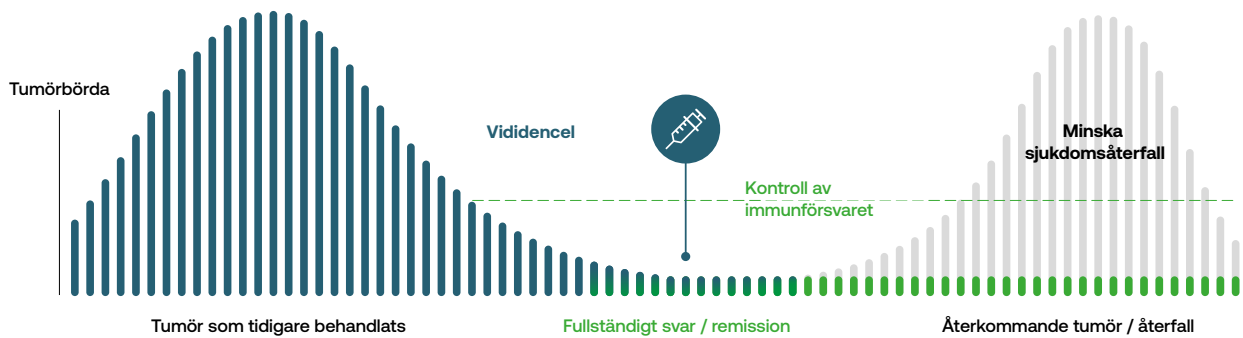 Tumörbörda
Vididencel
Kontroll av
immunförsvaret
Minska
sjukdomsåterfall
Tumör som tidigare behandlats
Fullständigt svar / remission
Återkommande tumör / återfall